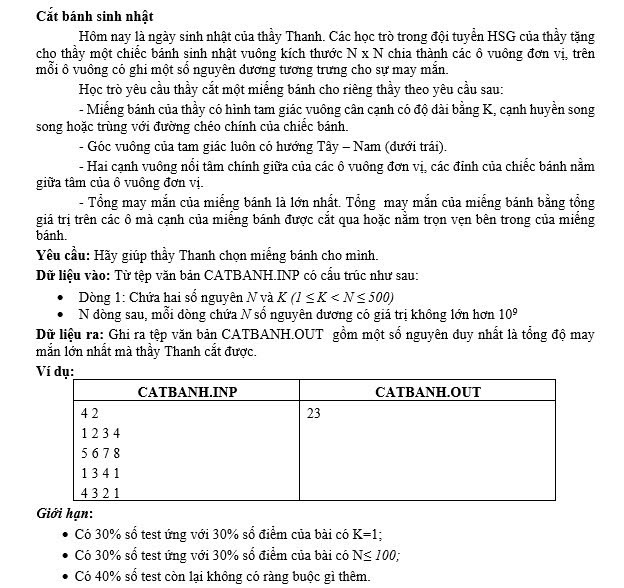 Cắt bánh sinh nhật
Hôm nay là ngày sinh nhật của thầy Thanh. Các học trò trong đội tuyển HSG của thầy tặng
cho thầy một chiếc bánh sinh nhật vuông kích thước N x N chia thành các ô vuông đơn vị, trên
mỗi ô vuông có ghi một số nguyên dương tương trưng cho sự may mắn.
Học trò yêu cầu thầy cắt một miếng bánh cho riêng thầy theo yêu cầu sau:
- Miếng bánh của thầy có hình tam giác vuông cân cạnh có độ dài bằng K, cạnh huyền song
song hoặc trùng với đường chéo chính của chiếc bánh.
- Góc vuông của tam giác luôn có hướng Tây – Nam (dưới trái).
- Hai cạnh vuông nối tâm chính giữa của các ô vuông đơn vị, các đỉnh của chiếc bánh nằm
giữa tâm của ô vuông đơn vị.
- Tổng may mắn của miếng bánh là lớn nhất. Tổng may mắn của miếng bánh bằng tổng
giá trị trên các ô mà cạnh của miếng bánh được cắt qua hoặc nằm trọn vẹn bên trong của miếng
bánh.
Yêu cầu: Hãy giúp thầy Thanh chọn miếng bánh cho mình.
Dữ liệu vào: Từ tệp văn bản CATBANH.INP có cấu trúc như sau:
• Dòng 1: Chứa hai số nguyên N và K (1 ≤ K < N ≤ 500)
• N dòng sau, mỗi dòng chứa N số nguyên dương có giá trị không lớn hơn 10⁹
Dữ liệu ra: Ghi ra tệp văn bản CATBANH.OUT gồm một số nguyên duy nhất là tổng độ may
mắn lớn nhất mà thầy Thanh cắt được.
Ví dụ:
CATBANH.INP CATBANH.OUT
4 2 23
1 2 3 4
5 6 7 8
1 3 4 1
4 3 2 1
Giới hạn:
• Có 30% số test ứng với 30% số điểm của bài có K=1;
• Có 30% số test ứng với 30% số điểm của bài có N≤ 100;
• Có 40% số test còn lại không có ràng buộc gì thêm.